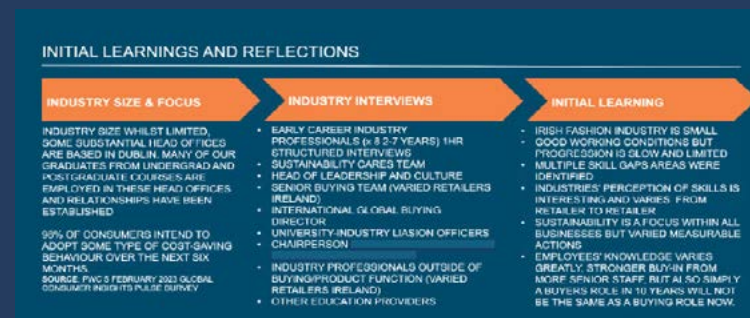 INITIAL LEARNINGS AND REFLECTIONS
INDUSTRY SIZE & FOCUS
INDUSTRY SIZE WHILST LIMITED,
SOME SUBSTANTIAL HEAD OFFICES
ARE BASED IN DUBLIN. MANY OF OUR
GRADUATES FROM UNDERGRAD AND
POSTGRADUATE COURSES ARE
EMPLOYED IN THESE HEAD OFFICES
AND RELATIONSHIPS HAVE BEEN
ESTABLISHED
98% OF CONSUMERS INTEND TO
ADOPT SOME TYPE OF COST-SAVING
BEHAVIOUR OVER THE NEXT SIX
MONTHS.
SOURCE: PWC'S FEBRUARY 2023 GLOBAL
CONSUMER INSIGHTS PULSE SURVEY
INDUSTRY INTERVIEWS
• EARLY CAREER INDUSTRY
PROFESSIONALS (x 8 2-7 YEARS) 1HR
STRUCTURED INTERVIEWS
• SUSTAINABILITY CARES TEAM
• HEAD OF LEADERSHIP AND CULTURE
• SENIOR BUYING TEAM (VARIED RETAILERS
IRELAND)
• INTERNATIONAL GLOBAL BUYING
DIRECTOR
• UNIVERSITY-INDUSTRY LIASION OFFICERS
• CHAIRPERSON
• INDUSTRY PROFESSIONALS OUTSIDE OF
BUYING/PRODUCT FUNCTION (VARIED
RETAILERS IRELAND)
• OTHER EDUCATION PROVIDERS
INITIAL LEARNING
• IRISH FASHION INDUSTRY IS SMALL
• GOOD WORKING CONDITIONS BUT
PROGRESSION IS SLOW AND LIMITED
• MULTIPLE SKILL GAPS AREAS WERE
IDENTIFIED
• INDUSTRIES' PERCEPTION OF SKILLS IS
INTERESTING AND VARIES FROM
RETAILER TO RETAILER
• SUSTAINABILITY IS A FOCUS WITHIN ALL
BUSINESSES BUT VARIED MEASURABLE
ACTIONS
• EMPLOYEES' KNOWLEDGE VARIES
GREATLY. STRONGER BUY-IN FROM
MORE SENIOR STAFF, BUT ALSO SIMPLY
A BUYERS ROLE IN 10 YEARS WILL NOT
BE THE SAME AS A BUYING ROLE NOW.